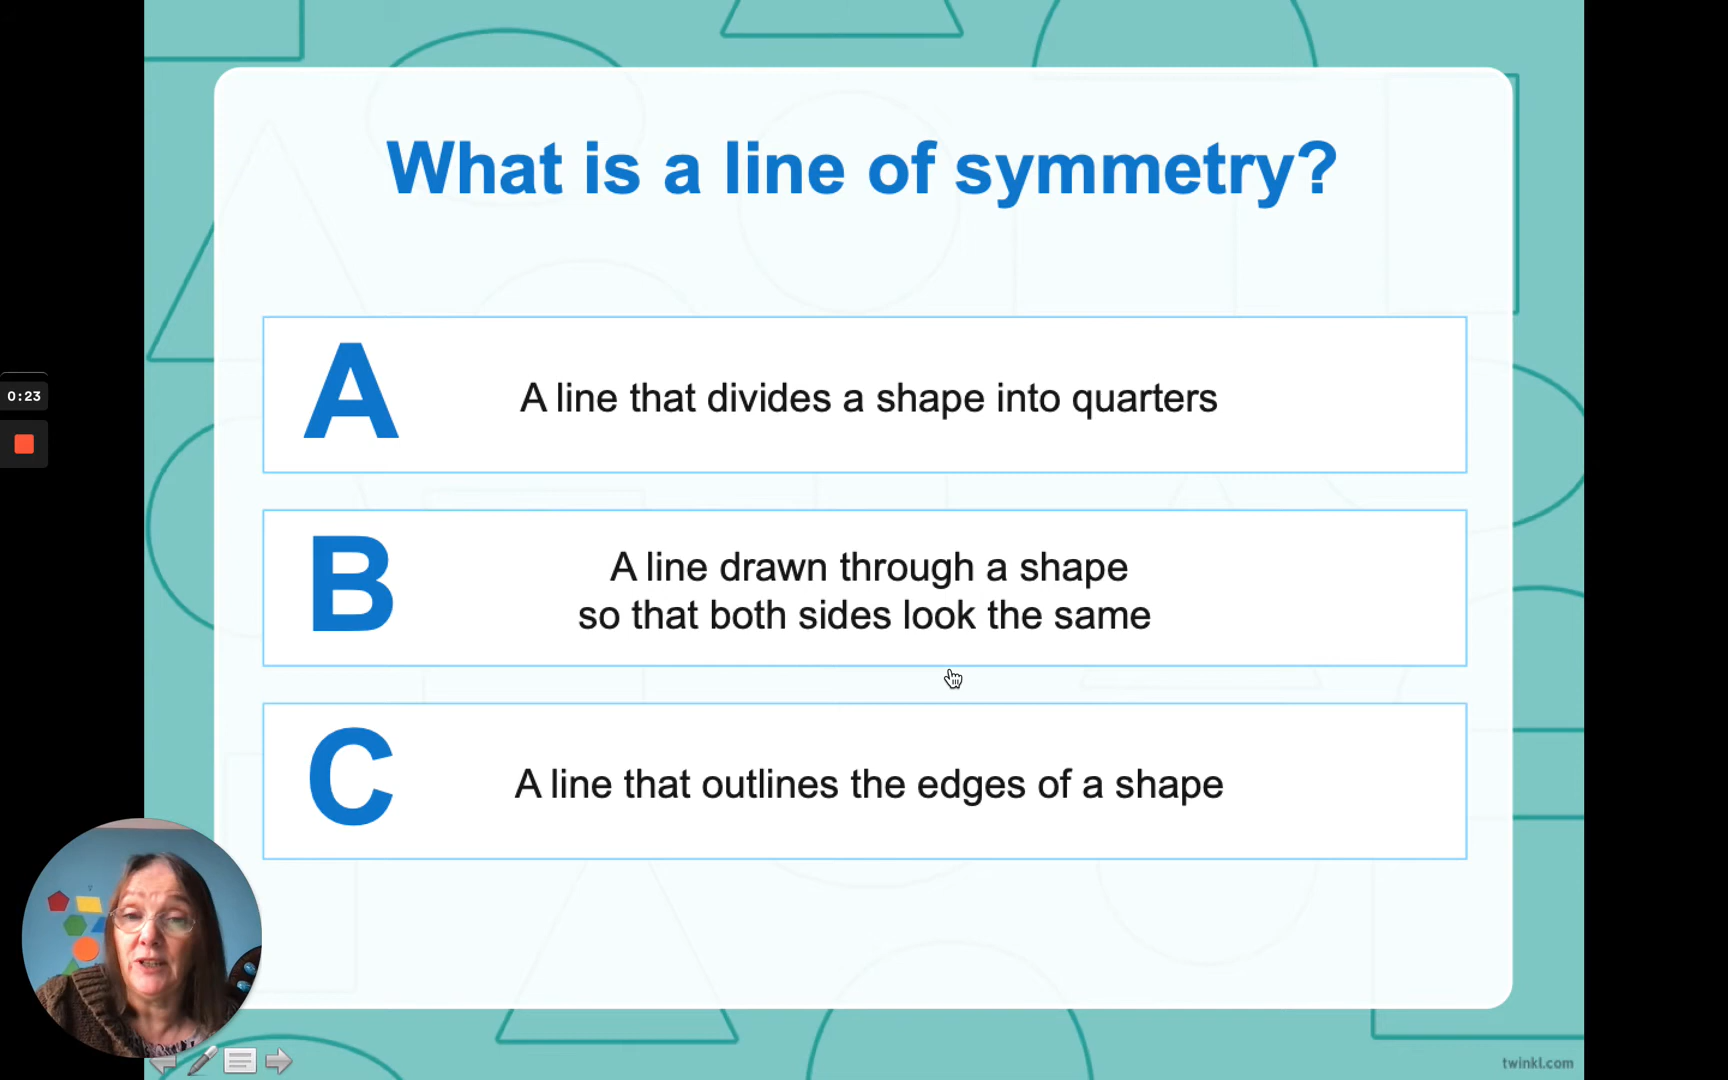 What is a line of symmetry?
A
A line that divides a shape into quarters
0:23
B
A line drawn through a shape
so that both sides look the same
C
A line that outlines the edges of a shape
twinkl.com